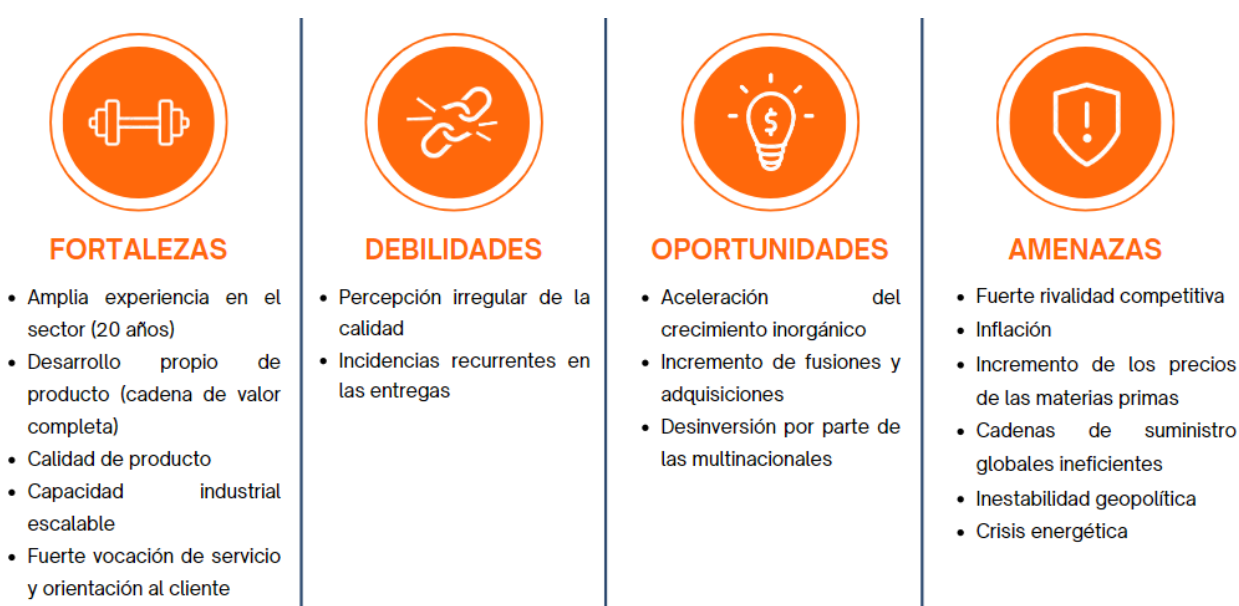 FORTALEZAS
• Amplia experiencia en el
sector (20 años)
• Desarrollo propio de
producto (cadena de valor
completa)
• Calidad de producto
• Capacidad industrial
escalable
• Fuerte vocación de servicio
y orientación al cliente
DEBILIDADES
• Percepción irregular de la
calidad
• Incidencias recurrentes en
las entregas
$
OPORTUNIDADES
• Aceleración del
crecimiento inorgánico
• Incremento de fusiones y
adquisiciones
• Desinversión por parte de
las multinacionales
!
AMENAZAS
• Fuerte rivalidad competitiva
• Inflación
• Incremento de los precios
de las materias primas
• Cadenas de suministro
globales ineficientes
• Inestabilidad geopolítica
• Crisis energética